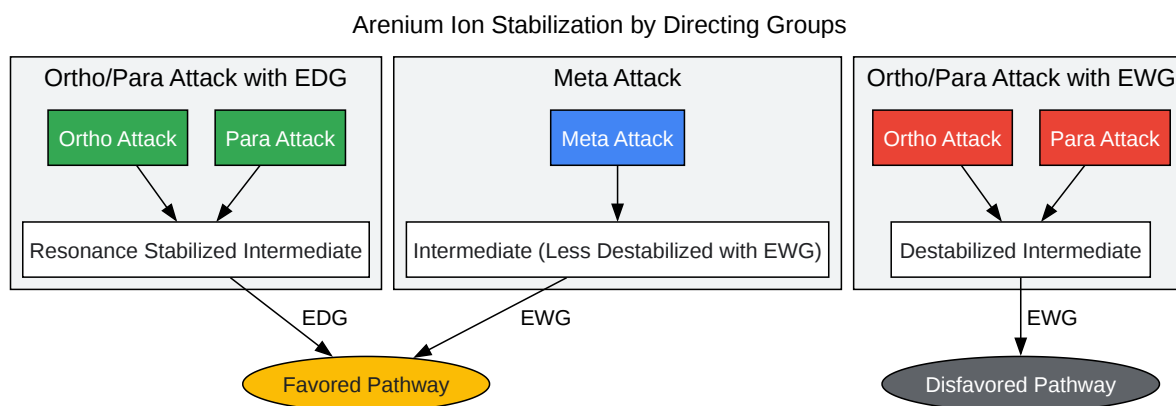 Arenium Ion Stabilization by Directing Groups
Ortho/Para Attack with EDG
Meta Attack
Ortho/Para Attack with EWG
Ortho Attack
Para Attack
Meta Attack
Ortho Attack
Para Attack
Resonance Stabilized Intermediate
Intermediate (Less Destabilized with EWG)
Destabilized Intermediate
EDG
EWG
EWG
Favored Pathway
Disfavored Pathway